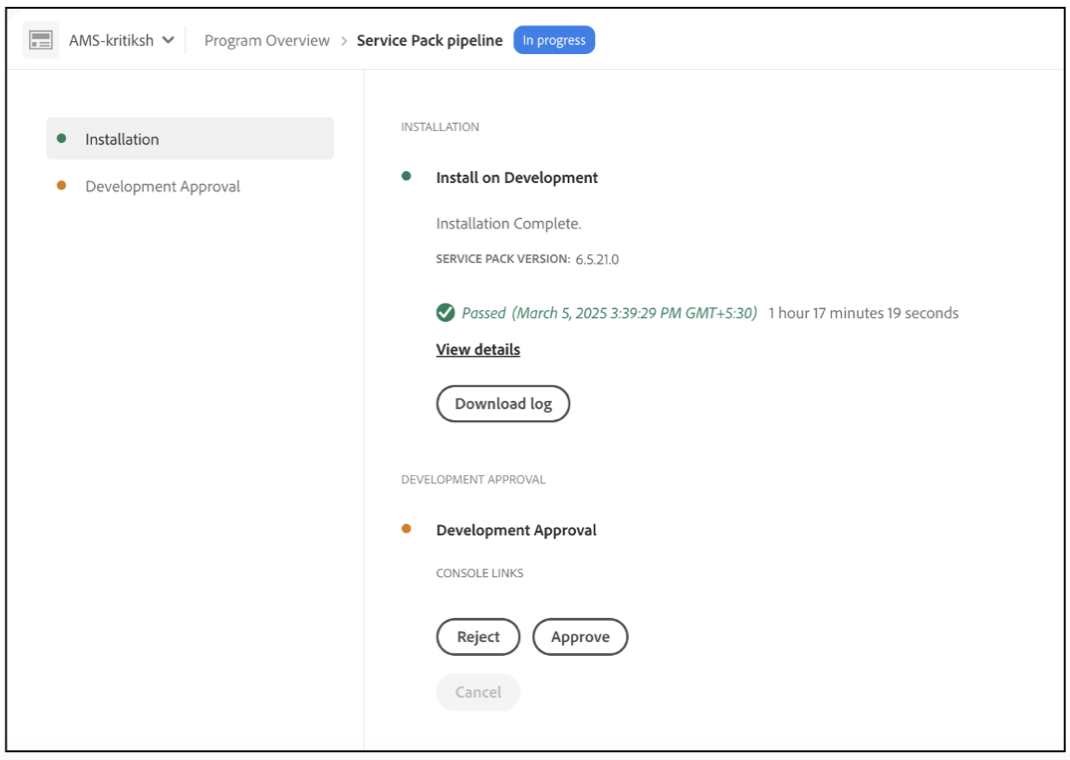 AMS-kritiksh Program Overview > Service Pack pipeline In progress
Installation
Development Approval
INSTALLATION
Install on Development
Installation Complete.
SERVICE PACK VERSION: 6.5.21.0
Passed (March 5, 2025 3:39:29 PM GMT+5:30) 1 hour 17 minutes 19 seconds
View details
Download log
DEVELOPMENT APPROVAL
Development Approval
CONSOLE LINKS
Reject Approve
Cancel